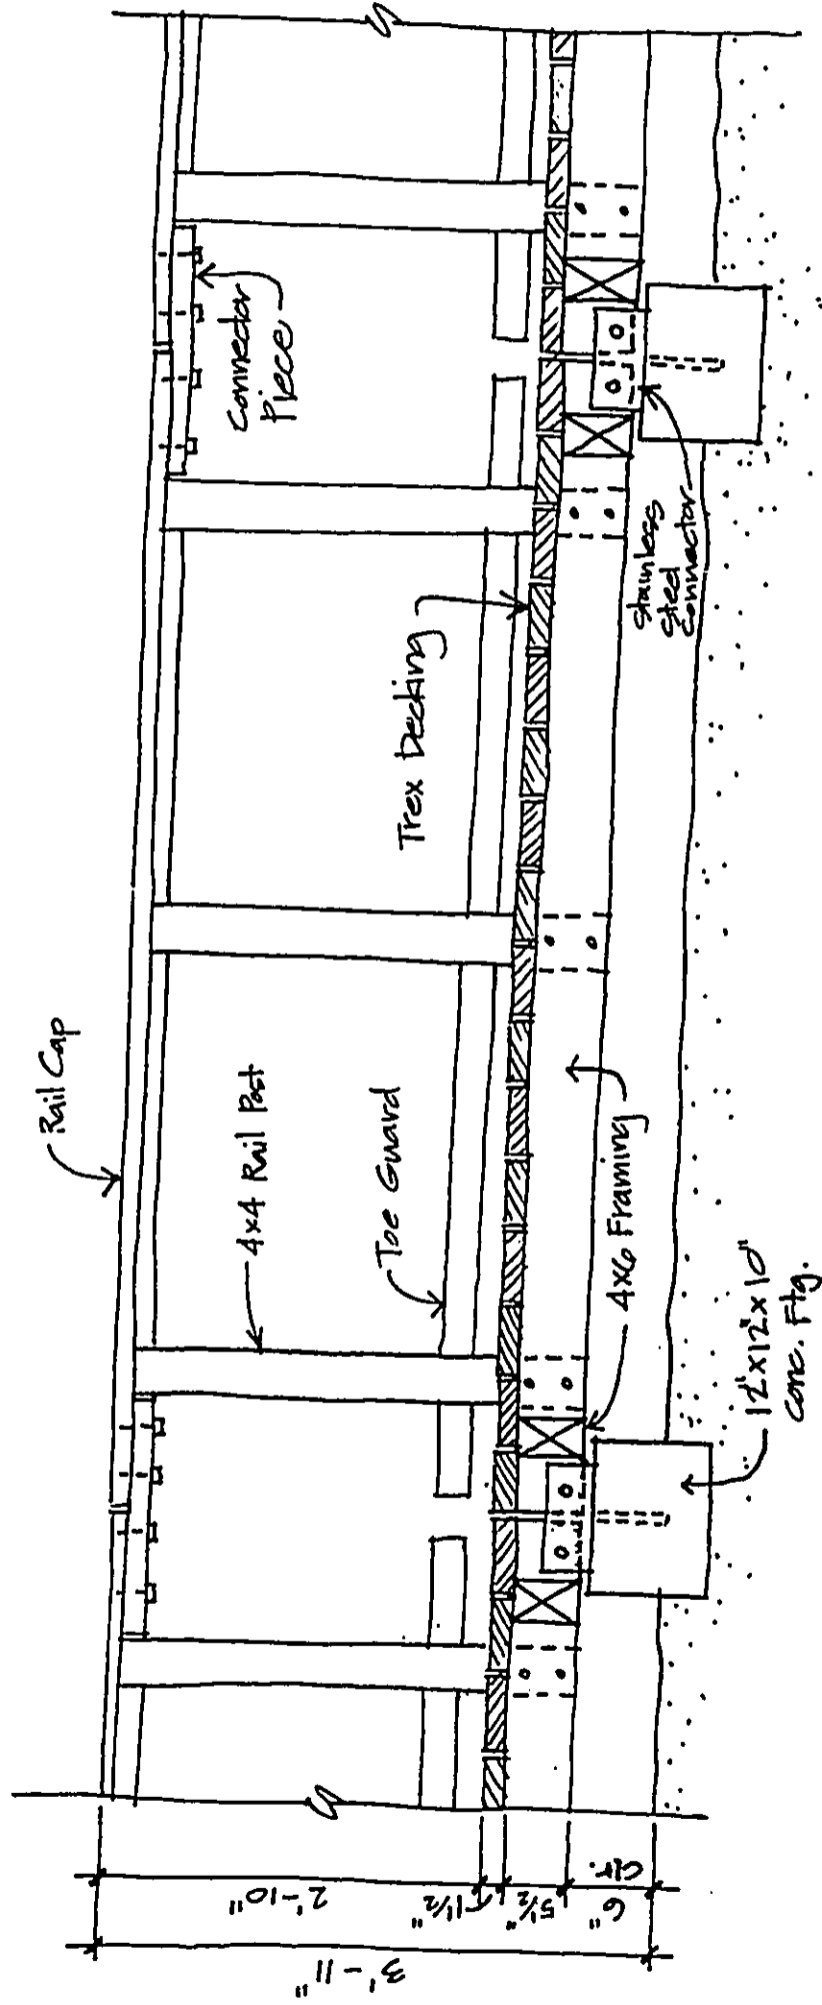 Rail Cap
Connector
Piece
4x4 Rail Post
Trex Decking
Toe Guard
4x6 Framing
Stainless
Steel
Connector
12"x12"x10"
Conc. Ftg.
2'-10"
1 1/2"
5 1/2"
6"
Clr.
3'-11"